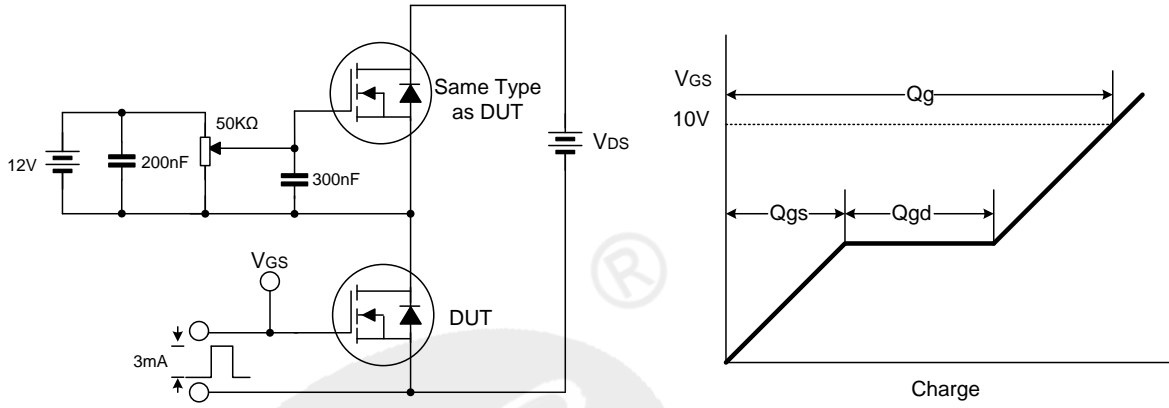 Same Type
as DUT
50KΩ
12V
200nF
300nF
VDS
VGS
DUT
3mA
VGS
10V
Qg
Qgs
Qgd
Charge
®